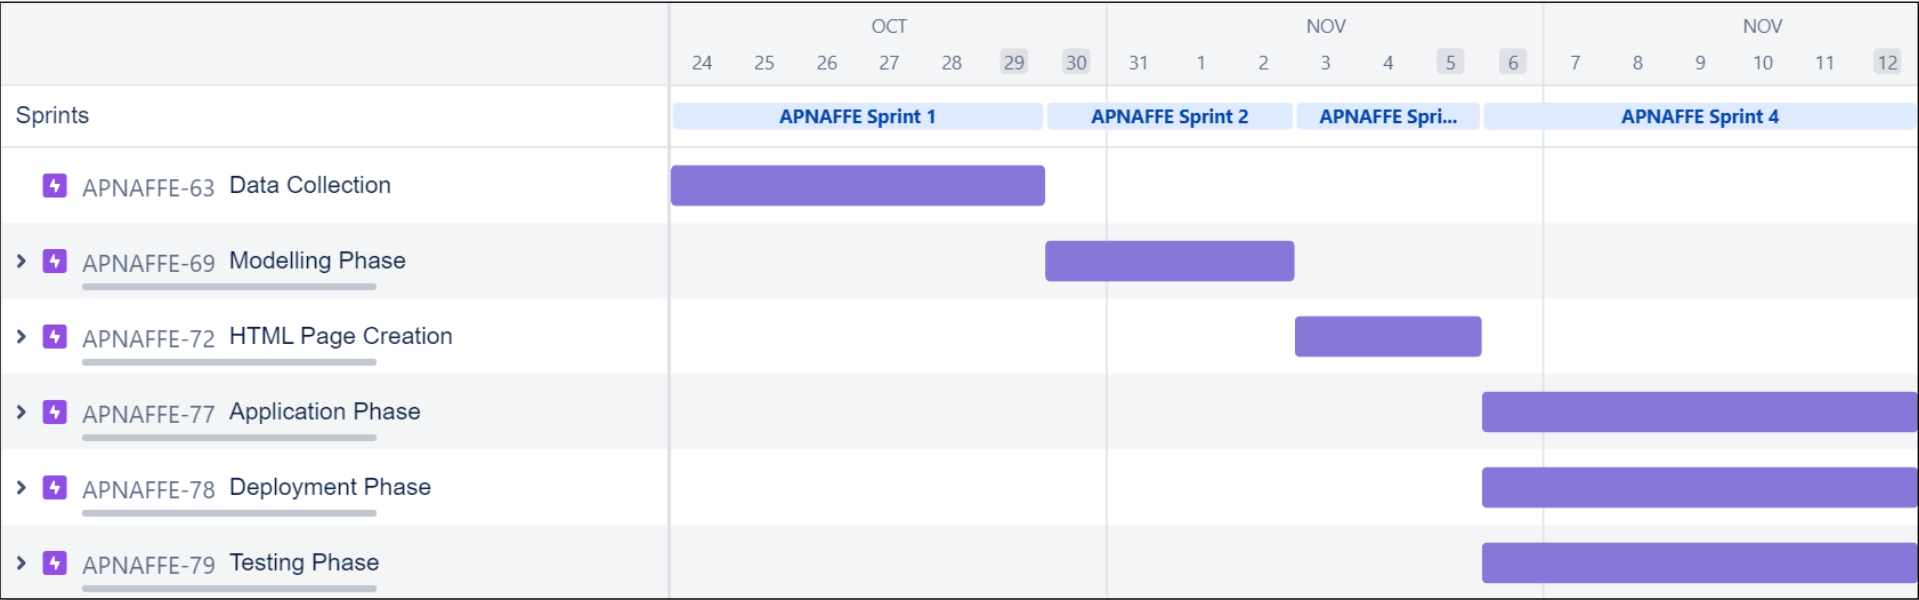 OCT NOV NOV
24 25 26 27 28 29 30 31 1 2 3 4 5 6 7 8 9 10 11 12
Sprints APNAFFE Sprint 1 APNAFFE Sprint 2 APNAFFE Spri... APNAFFE Sprint 4
APNAFFE-63 Data Collection
APNAFFE-69 Modelling Phase
APNAFFE-72 HTML Page Creation
APNAFFE-77 Application Phase
APNAFFE-78 Deployment Phase
APNAFFE-79 Testing Phase